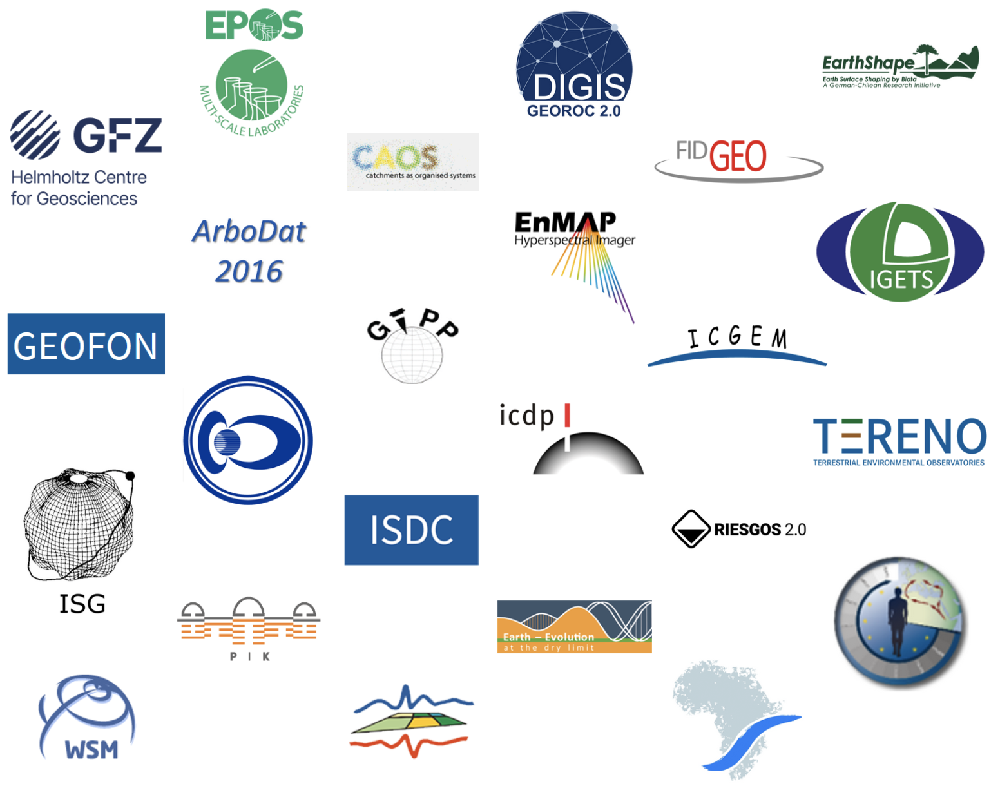 EPOS
MULTI-SCALE LABORATORIES
DIGIS
GEOROC 2.0
EarthShape
Earth Surface Shaping by Biota
A German-Chilean Research Initiative
GFZ
Helmholtz Centre
for Geosciences
CAOS
catchments as organised systems
FID GEO
ArboDat
2016
EnMAP
Hyperspectral Imager
IGETS
GEOFON
GIPP
ICGEM
icdp
TERENO
TERRESTRIAL ENVIRONMENTAL OBSERVATORIES
ISDC
RIESGOS 2.0
ISG
PIK
Earth – Evolution
at the dry limit
WSM